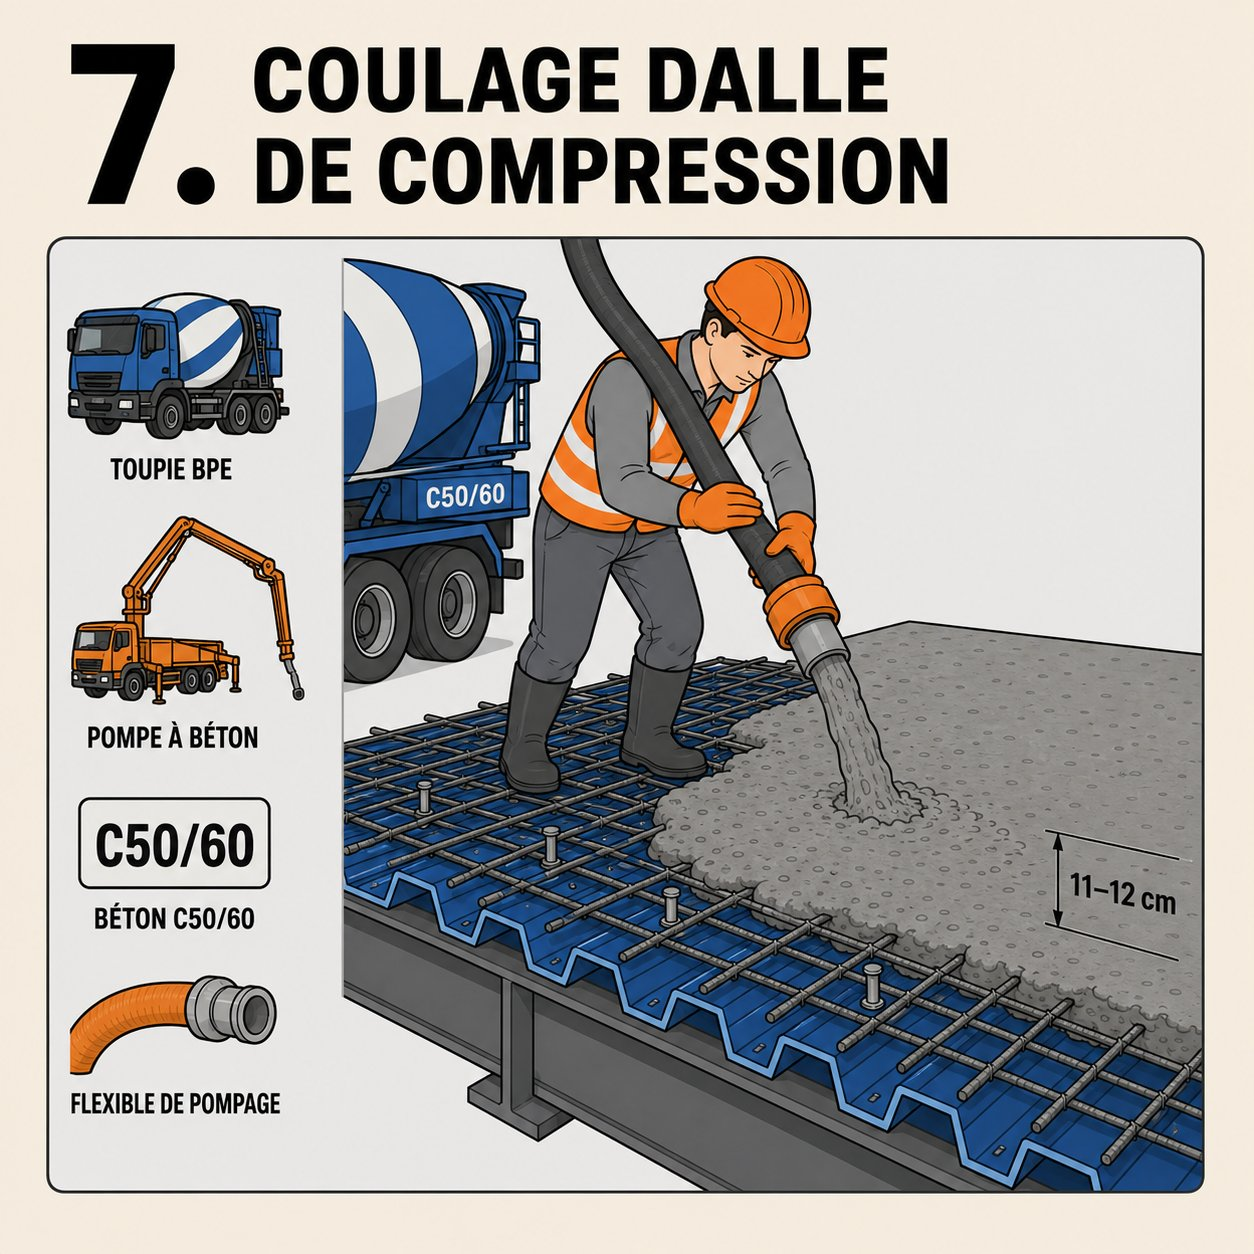 7. COULAGE DALLE
DE COMPRESSION
TOUPIE BPE
C50/60
POMPE À BÉTON
C50/60
BÉTON C50/60
11–12 cm
FLEXIBLE DE POMPAGE